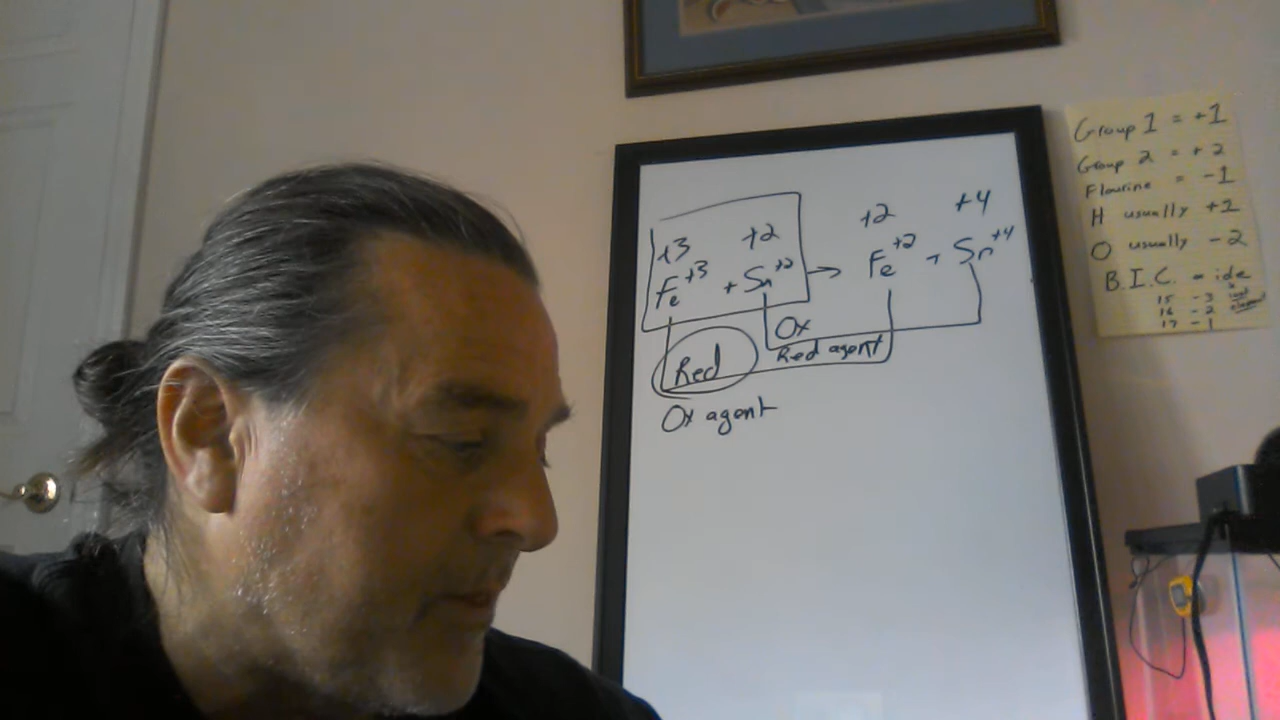 +3 +2 +2 +4
Fe+3 + Sn+2 → Fe+2 + Sn+4
Ox
Red
Red agent
Ox agent
Group 1 = +1
Group 2 = +2
Flourine = -1
H usually +1
O usually -2
B.I.C. = ide
15 -3
16 -2
17 -1